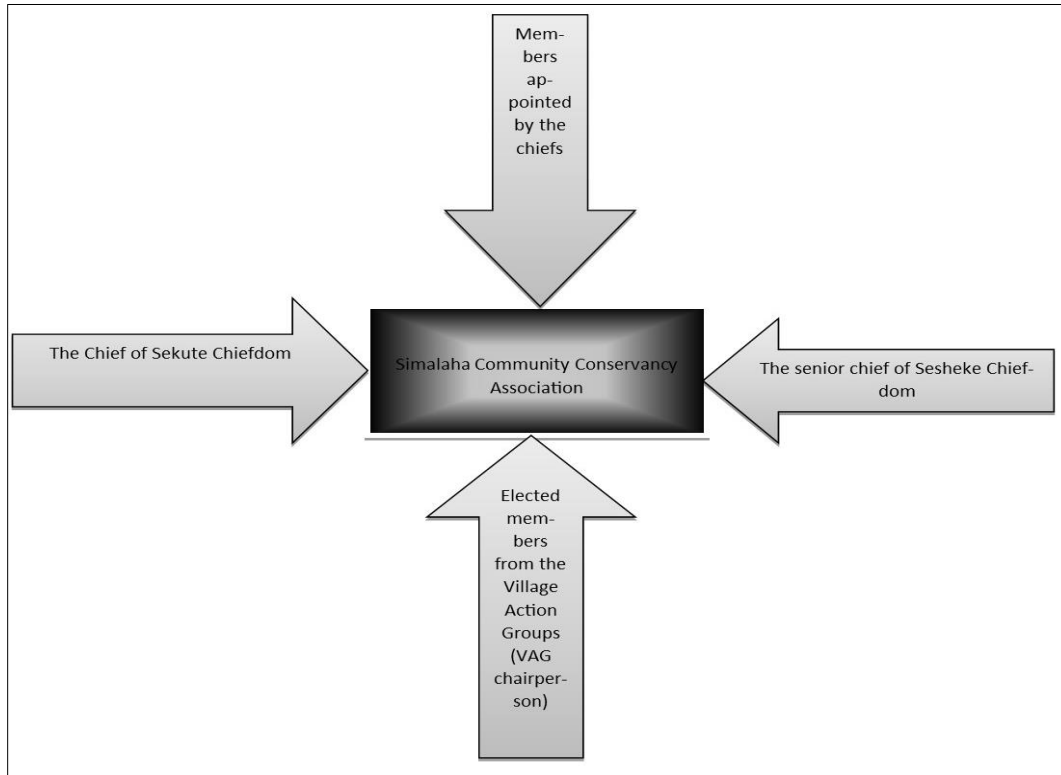 Mem-
bers
ap-
pointed
by the
chiefs
The Chief of Sekute Chiefdom
Simalaha Community Conservancy
Association
The senior chief of Sesheke Chief-
dom
Elected
mem-
bers
from the
Village
Action
Groups
(VAG
chairper-
son)